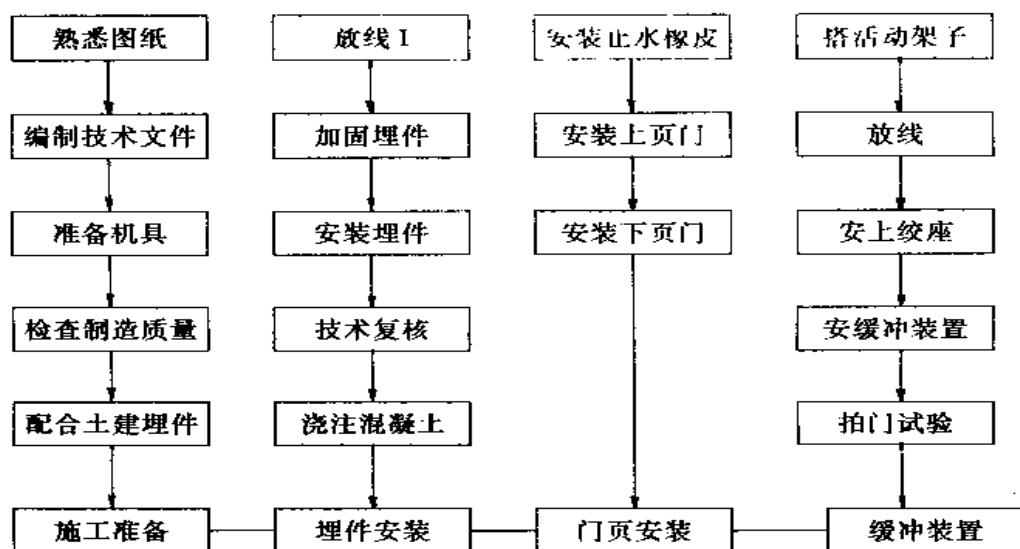 熟悉图纸
编制技术文件
准备机具
检查制造质量
配合土建埋件
施工准备
放线 I
加固埋件
安装埋件
技术复核
浇注混凝上
埋件安装
安装止水橡皮
安装上页门
安装下页门
门页安装
搭活动架子
放线
安上绞座
安缓冲装置
拍门试验
缓冲装置